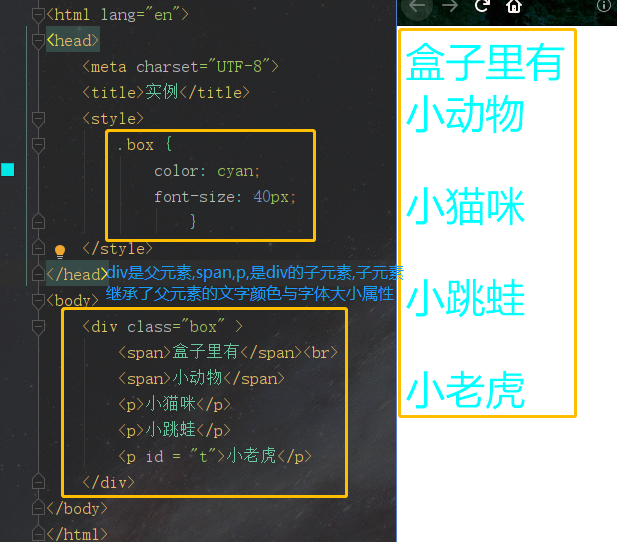 <html lang="en">
<head>
<meta charset="UTF-8">
<title>实例</title>
<style>
.box {
color: cyan;
font-size: 40px;
}
</style>
</head>
div是父元素,span,p,是div的子元素,子元素
继承了父元素的文字颜色与字体大小属性
<body>
<div class="box" >
<span>盒子里有</span><br>
<span>小动物</span>
<p>小猫咪</p>
<p>小跳蛙</p>
<p id = "t">小老虎</p>
</div>
</body>
</html>
盒子里有
小动物
小猫咪
小跳蛙
小老虎